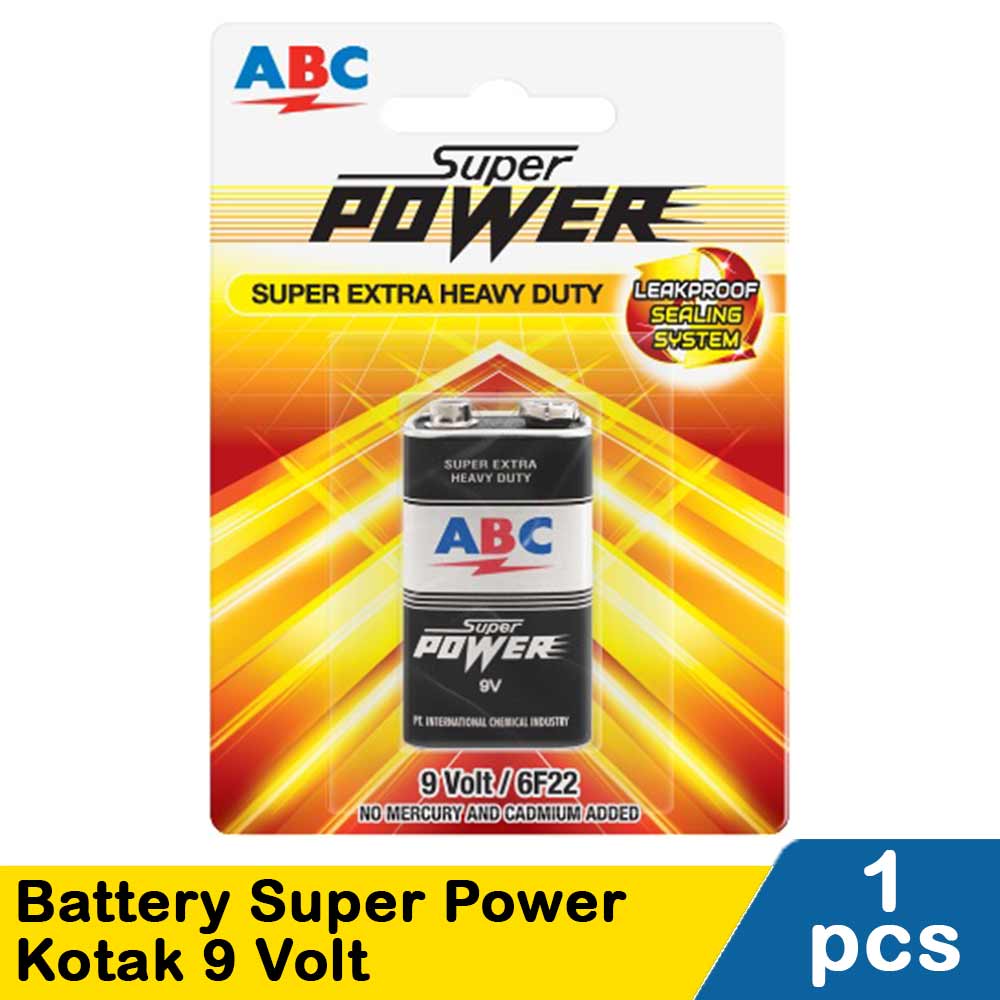 ABC
Super
POWER
SUPER EXTRA HEAVY DUTY
LEAKPROOF
SEALING
SYSTEM
SUPER EXTRA
HEAVY DUTY
ABC
Super
POWER
9V
PT. INTERNATIONAL CHEMICAL INDUSTRY
9 Volt / 6F22
NO MERCURY AND CADMIUM ADDED
Battery Super Power
Kotak 9 Volt
1
pcs